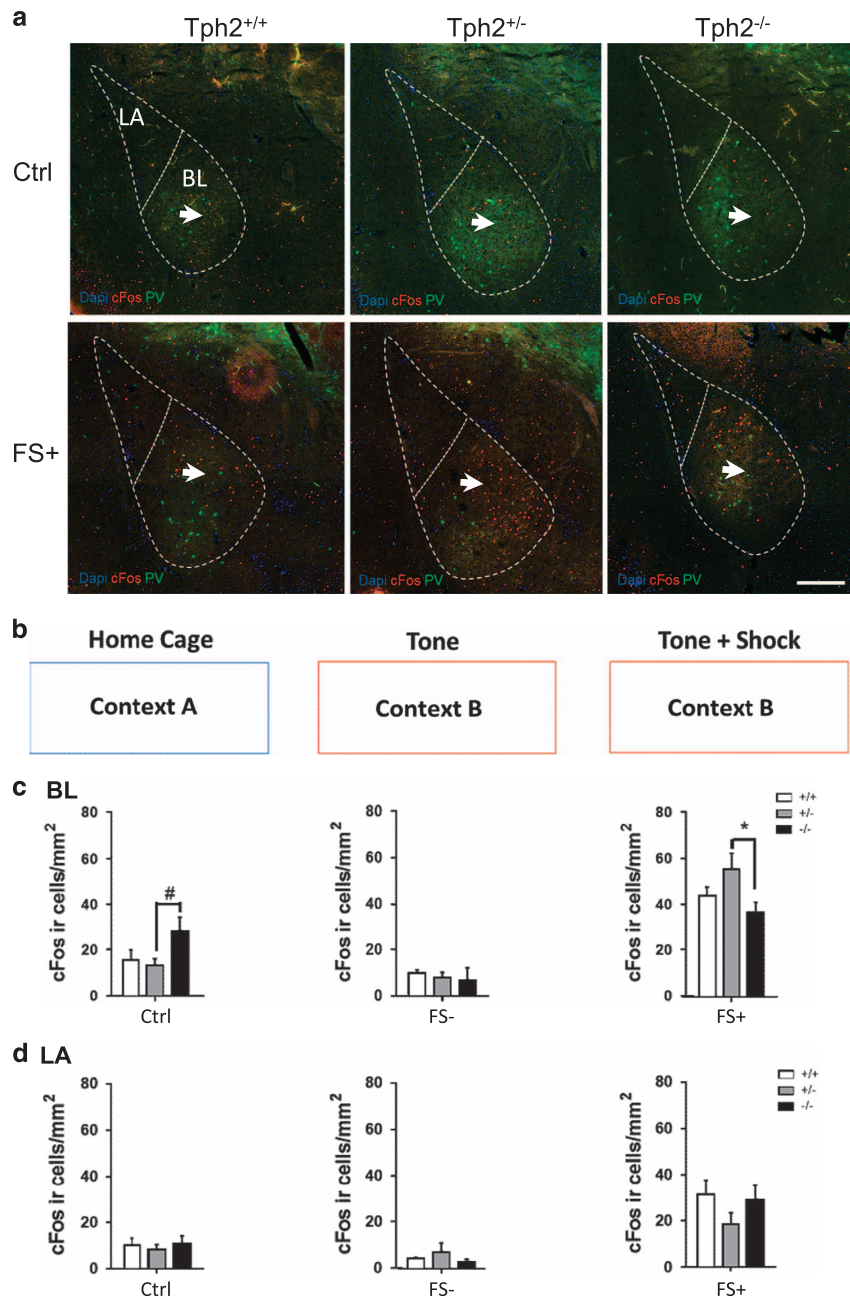 a
Tph2+/+ Tph2+/- Tph2-/-
Ctrl
LA
BL
Dapi cFos PV Dapi cFos PV Dapi cFos PV
FS+
Dapi cFos PV Dapi cFos PV Dapi cFos PV
b
Home Cage Tone Tone + Shock
Context A Context B Context B
c BL
cFos ir cells/mm2
80
60
40
20
0
#
Ctrl
cFos ir cells/mm2
80
60
40
20
0
FS-
cFos ir cells/mm2
80
60
40
20
0
*
+/+
+/-
-/-
FS+
d LA
cFos ir cells/mm2
80
60
40
20
0
Ctrl
cFos ir cells/mm2
80
60
40
20
0
FS-
cFos ir cells/mm2
80
60
40
20
0
+/+
+/-
-/-
FS+